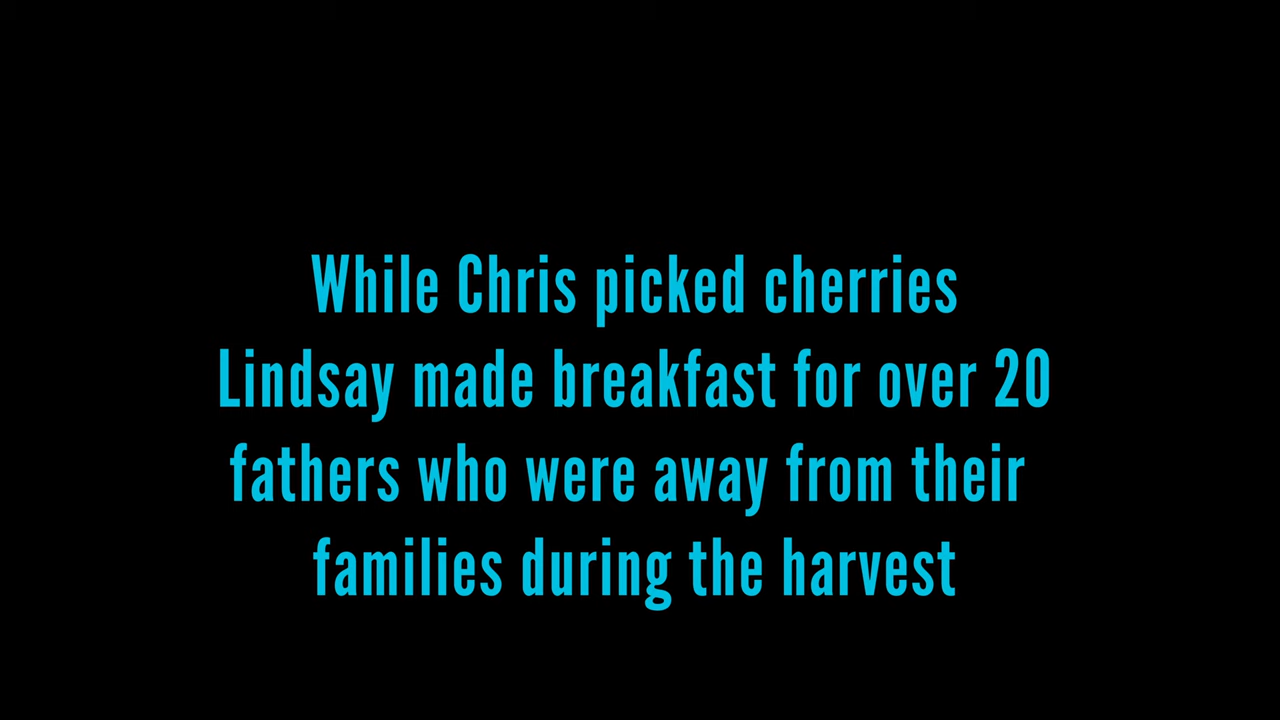 While Chris picked cherries
Lindsay made breakfast for over 20
fathers who were away from their
families during the harvest